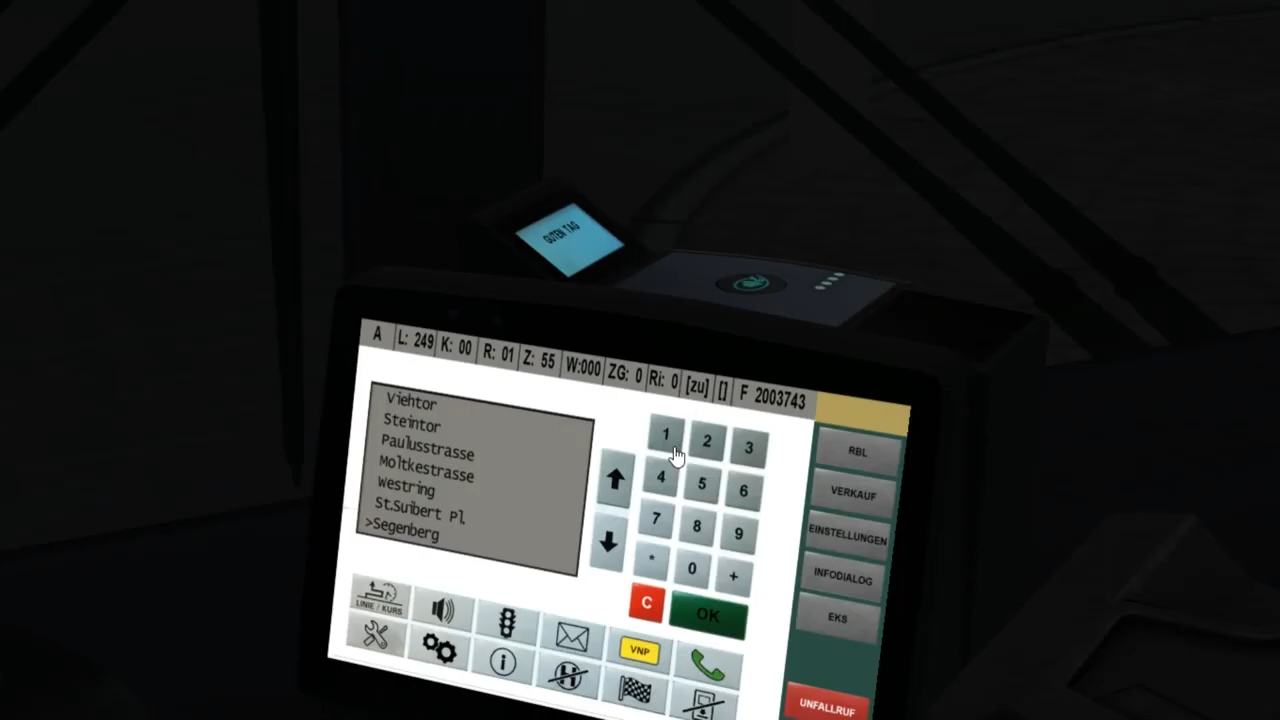 GUTEN TAG
A L: 249 K: 00 R: 01 Z: 55 W:000 ZG: 0 Ri: 0 [zu] [] F 2003743
Viehtor
Steintor
Paulusstrasse
Moltkestrasse
Westring
St.Suibert Pl
>Segenberg
1 2 3
4 5 6
7 8 9
* 0 +
C OK
RBL
VERKAUF
EINSTELLUNGEN
INFODIALOG
EKS
UNFALLRUF
LINIE / KURS
VNP
H